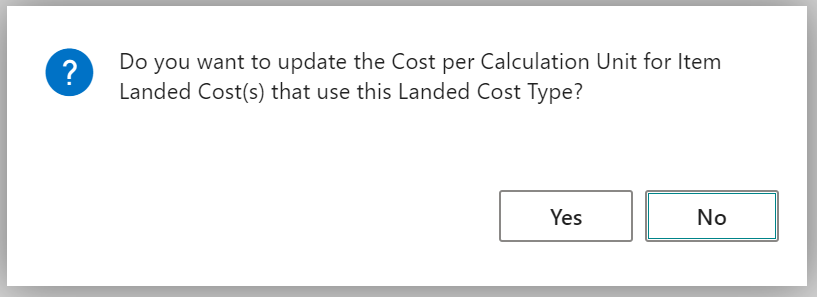 ?
Do you want to update the Cost per Calculation Unit for Item
Landed Cost(s) that use this Landed Cost Type?
Yes
No